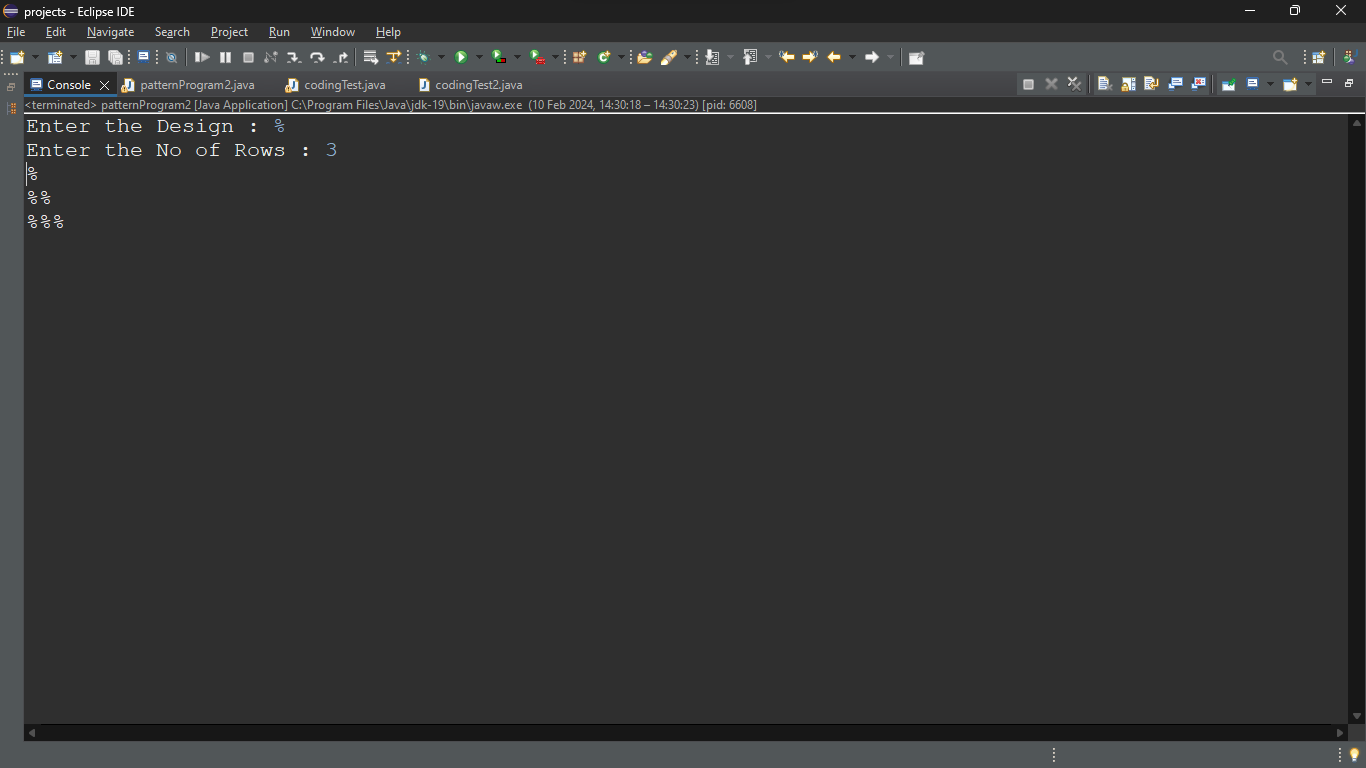 projects - Eclipse IDE
File Edit Navigate Search Project Run Window Help
Console patternProgram2.java codingTest.java codingTest2.java
<terminated> patternProgram2 [Java Application] C:\Program Files\Java\jdk-19\bin\javaw.exe (10 Feb 2024, 14:30:18 – 14:30:23) [pid: 6608]
Enter the Design : %
Enter the No of Rows : 3
%
%%
%%%